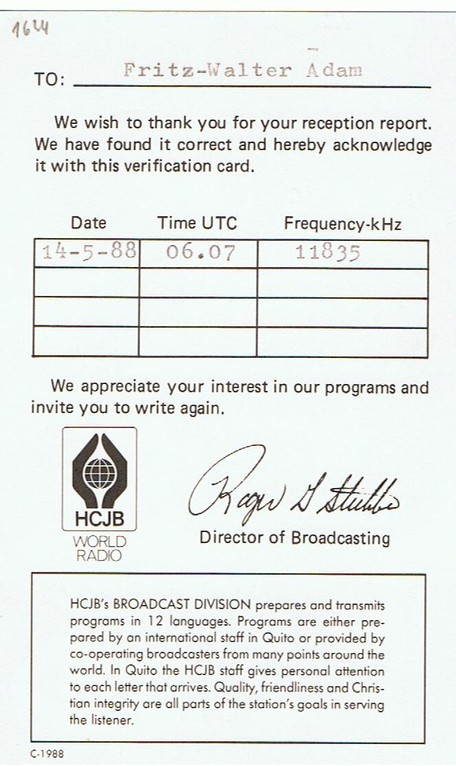 1624
TO: Fritz-Walter Adam
We wish to thank you for your reception report.
We have found it correct and hereby acknowledge
it with this verification card.
Date Time UTC Frequency-kHz
14-5-88 06.07 11835
We appreciate your interest in our programs and
invite you to write again.
HCJB
WORLD
RADIO
Roger G Stubbe
Director of Broadcasting
HCJB's BROADCAST DIVISION prepares and transmits
programs in 12 languages. Programs are either pre-
pared by an international staff in Quito or provided by
co-operating broadcasters from many points around the
world. In Quito the HCJB staff gives personal attention
to each letter that arrives. Quality, friendliness and Chris-
tian integrity are all parts of the station's goals in serving
the listener.
C-1988